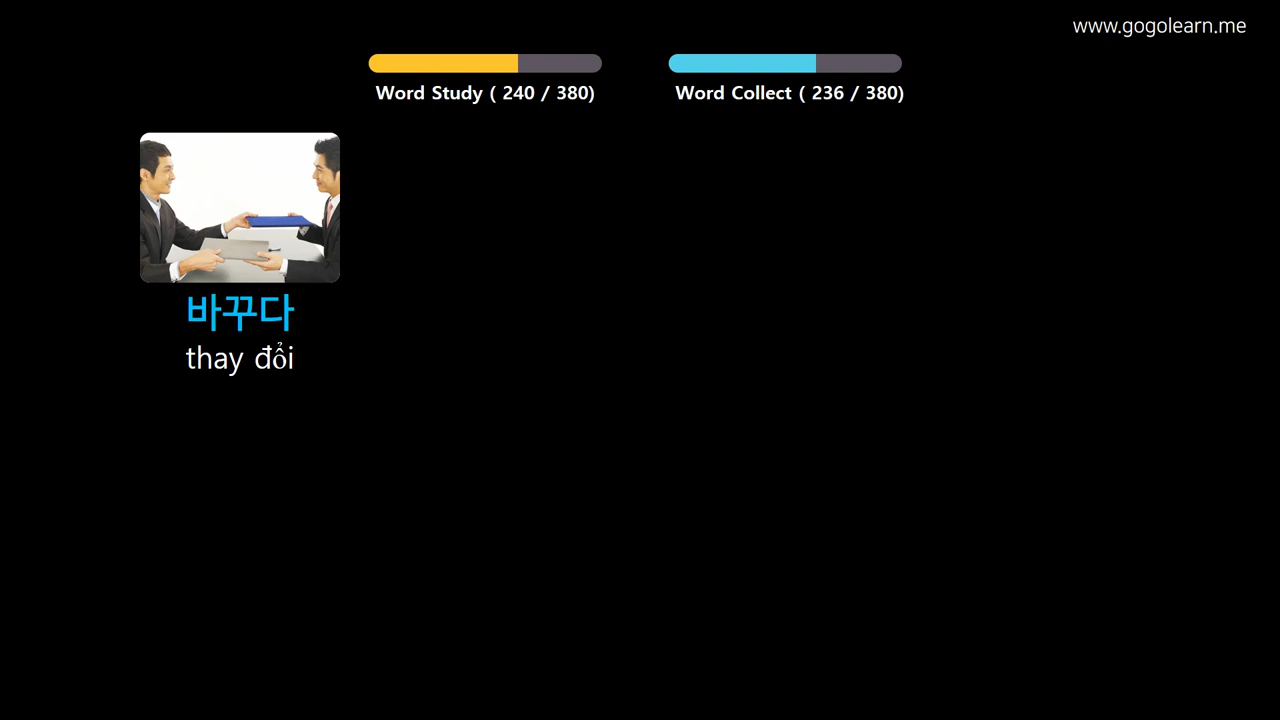 www.gogolearn.me
Word Study ( 240 / 380)
Word Collect ( 236 / 380)
바꾸다
thay đổi